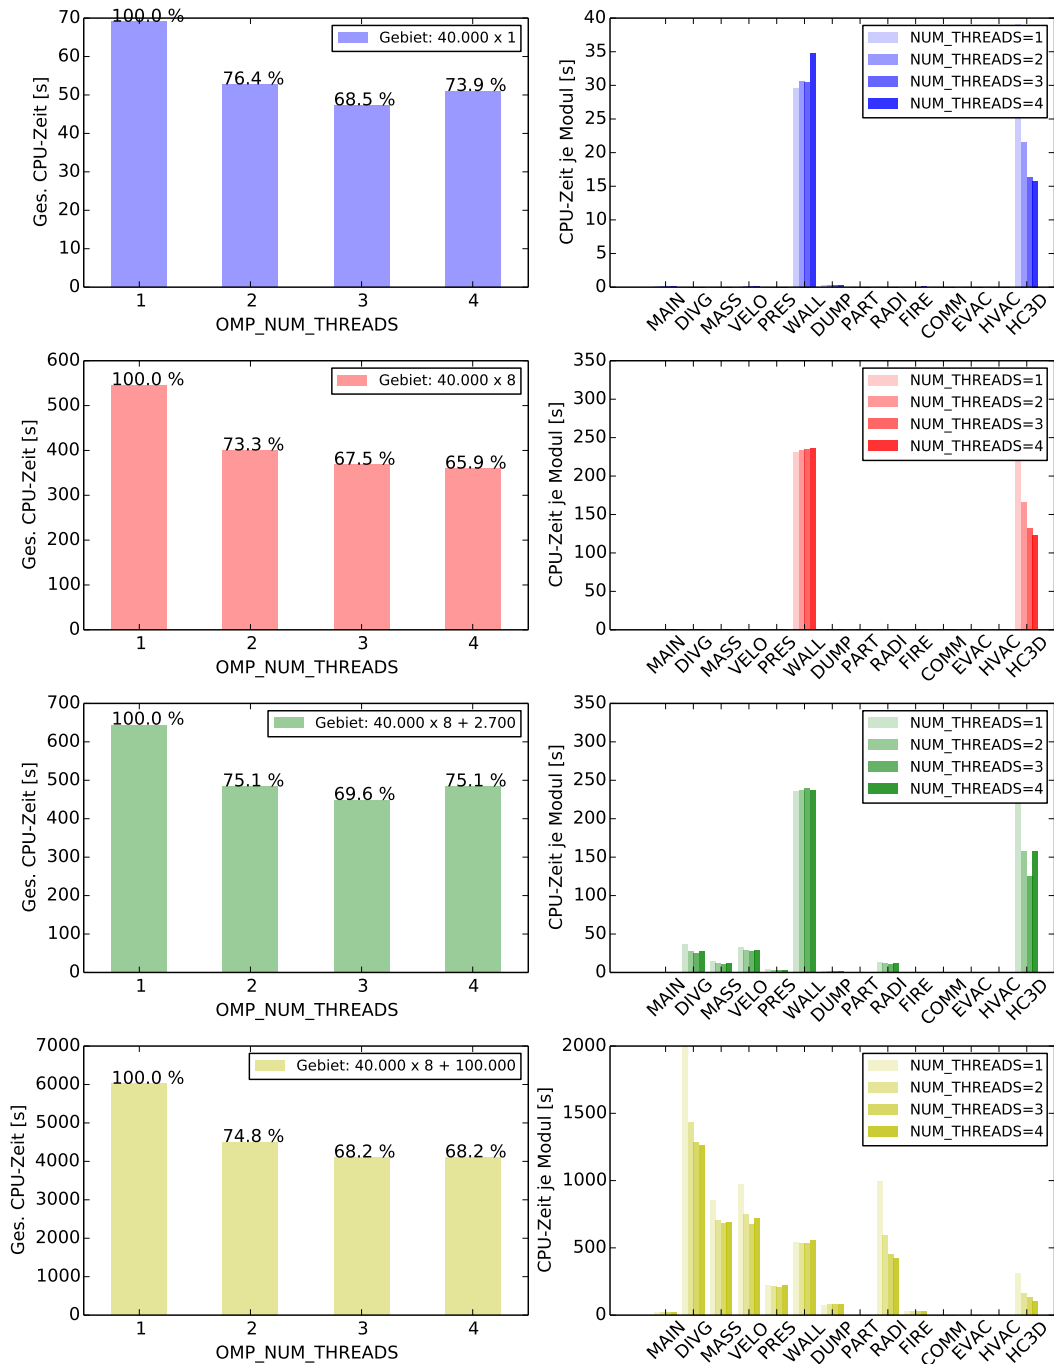 100.0 %
76.4 %
68.5 %
73.9 %
Gebiet: 40.000 x 1
Ges. CPU-Zeit [s]
70
60
50
40
30
20
10
0
1 2 3 4
OMP_NUM_THREADS
CPU-Zeit je Modul [s]
40
35
30
25
20
15
10
5
0
NUM_THREADS=1
NUM_THREADS=2
NUM_THREADS=3
NUM_THREADS=4
MAIN DIVG MASS VELO PRES WALL DUMP PART RADI FIRE COMM EVAC HVAC HC3D
100.0 %
73.3 %
67.5 %
65.9 %
Gebiet: 40.000 x 8
Ges. CPU-Zeit [s]
600
500
400
300
200
100
0
1 2 3 4
OMP_NUM_THREADS
CPU-Zeit je Modul [s]
350
300
250
200
150
100
50
0
NUM_THREADS=1
NUM_THREADS=2
NUM_THREADS=3
NUM_THREADS=4
MAIN DIVG MASS VELO PRES WALL DUMP PART RADI FIRE COMM EVAC HVAC HC3D
100.0 %
75.1 %
69.6 %
75.1 %
Gebiet: 40.000 x 8 + 2.700
Ges. CPU-Zeit [s]
700
600
500
400
300
200
100
0
1 2 3 4
OMP_NUM_THREADS
CPU-Zeit je Modul [s]
350
300
250
200
150
100
50
0
NUM_THREADS=1
NUM_THREADS=2
NUM_THREADS=3
NUM_THREADS=4
MAIN DIVG MASS VELO PRES WALL DUMP PART RADI FIRE COMM EVAC HVAC HC3D
100.0 %
74.8 %
68.2 %
68.2 %
Gebiet: 40.000 x 8 + 100.000
Ges. CPU-Zeit [s]
7000
6000
5000
4000
3000
2000
1000
0
1 2 3 4
OMP_NUM_THREADS
CPU-Zeit je Modul [s]
2000
1500
1000
500
0
NUM_THREADS=1
NUM_THREADS=2
NUM_THREADS=3
NUM_THREADS=4
MAIN DIVG MASS VELO PRES WALL DUMP PART RADI FIRE COMM EVAC HVAC HC3D